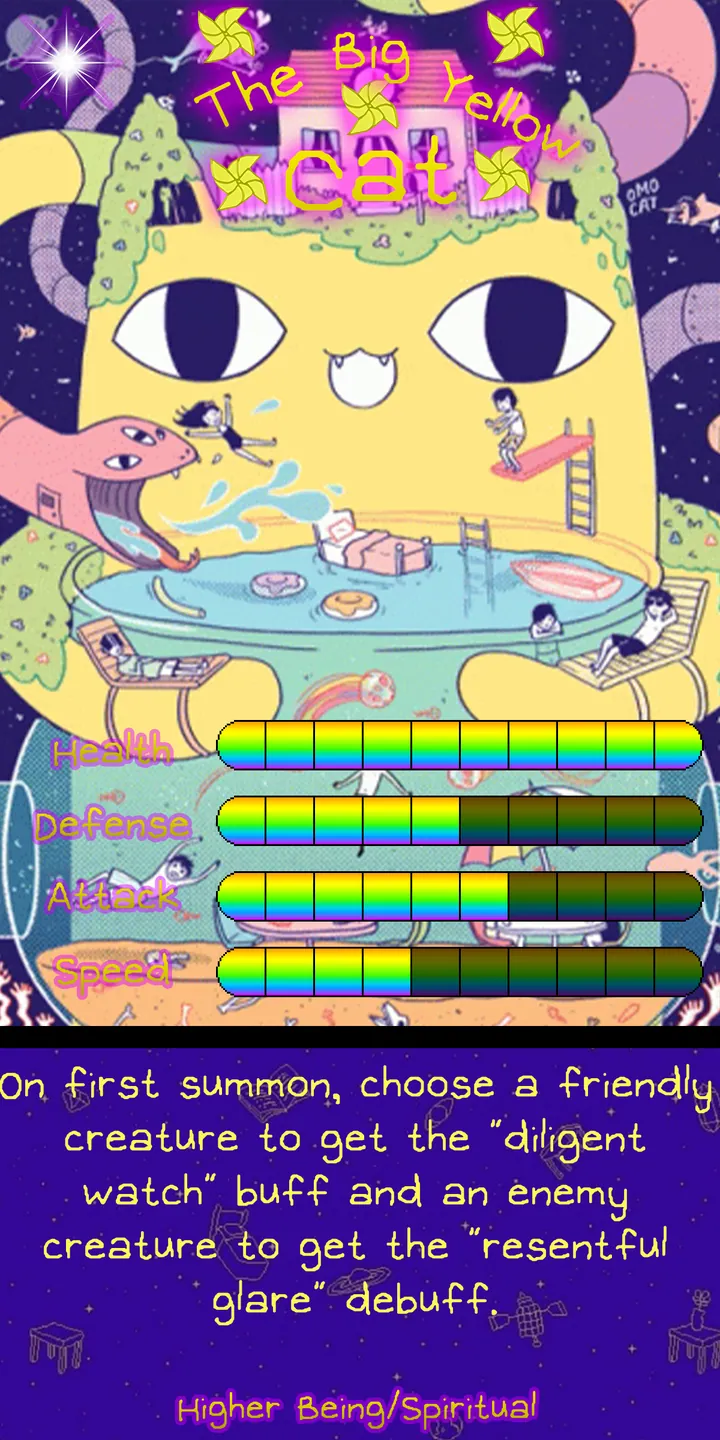 The Big Yellow
cat
OMO
CAT
Health
Defense
Attack
Speed
On first summon, choose a friendly
creature to get the "diligent
watch" buff and an enemy
creature to get the "resentful
glare" debuff.
Higher Being/Spiritual